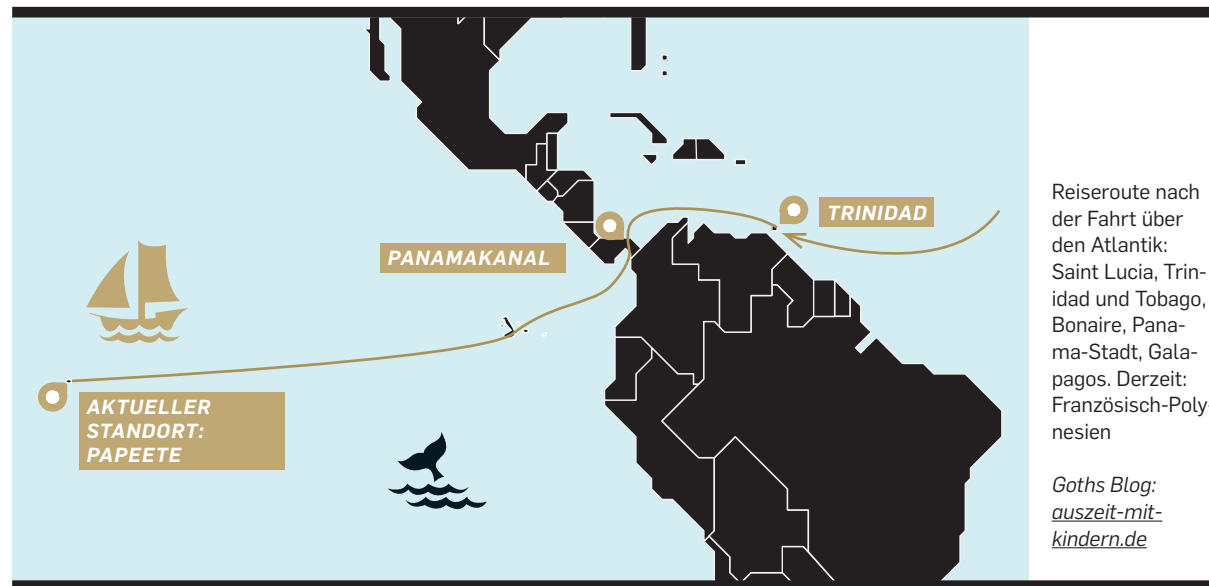 TRINIDAD
PANAMAKANAL
AKTUELLER
STANDORT:
PAPEETE
Reiseroute nach
der Fahrt über
den Atlantik:
Saint Lucia, Trin-
idad und Tobago,
Bonaire, Pana-
ma-Stadt, Gala-
pagos. Derzeit:
Französisch-Poly-
nesien
Goths Blog:
auszeit-mit-
kindern.de